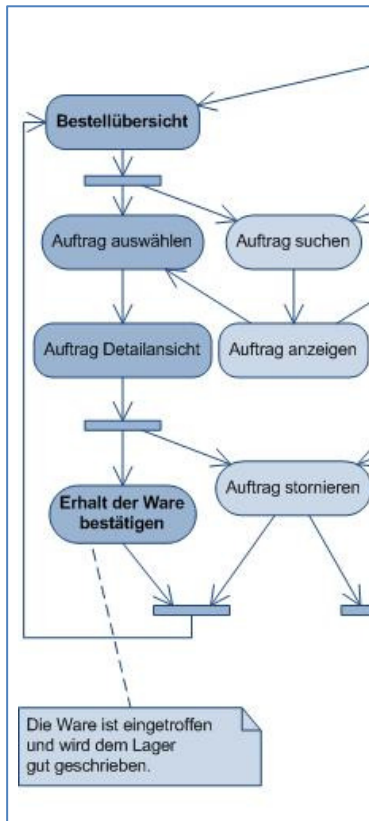 Bestellübersicht
Auftrag auswählen
Auftrag suchen
Auftrag Detailansicht
Auftrag anzeigen
Erhalt der Ware
bestätigen
Auftrag stornieren
Die Ware ist eingetroffen
und wird dem Lager
gut geschrieben.